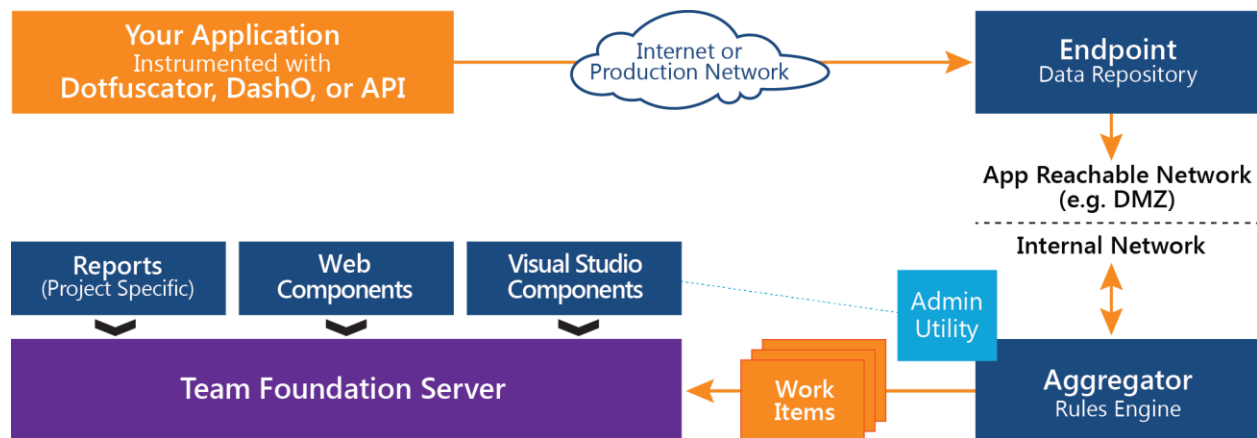 Your Application
Instrumented with
Dotfuscator, DashO, or API
Internet or
Production Network
Endpoint
Data Repository
App Reachable Network
(e.g. DMZ)
Internal Network
Reports
(Project Specific)
Web
Components
Visual Studio
Components
Admin
Utility
Team Foundation Server
Work
Items
Aggregator
Rules Engine